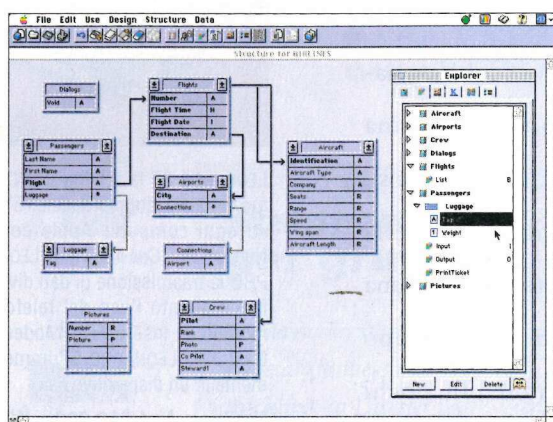 File Edit Use Design Structure Data
Structure for AIRLINES
Dialogs
Void A
Flights
Number A
Flight Time H
Flight Date I
Destination A
Passengers
Last Name A
First Name A
Flight A
Luggage *
Airports
City A
Connections *
Aircraft
Identification A
Aircraft Type A
Company A
Seats R
Range R
Speed R
Wing span R
Aircraft Length R
Luggage
Tag A
Connections
Airport A
Pictures
Number R
Picture P
Crew
Pilot A
Rank A
Photo P
Co Pilot A
Steward1 A
Explorer
Aircraft
Airports
Crew
Dialogs
Flights
List B
Passengers
Luggage
A Tag
Weight
Input I
Output O
PrintTicket
Pictures
New Edit Delete